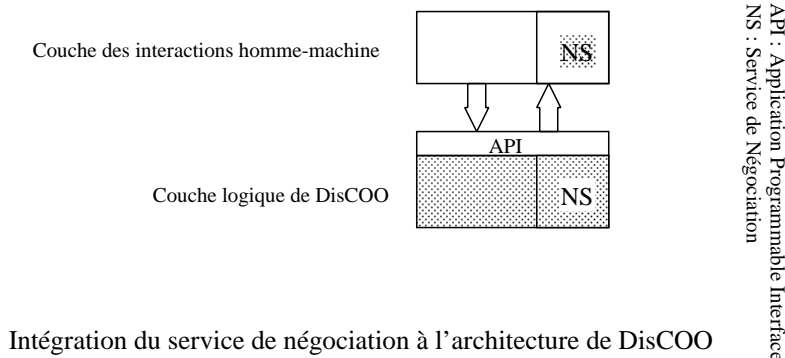 Couche des interactions homme-machine
NS
API
Couche logique de DisCOO
NS
API : Application Programmable Interface
NS : Service de Négociation
Intégration du service de négociation à l’architecture de DisCOO